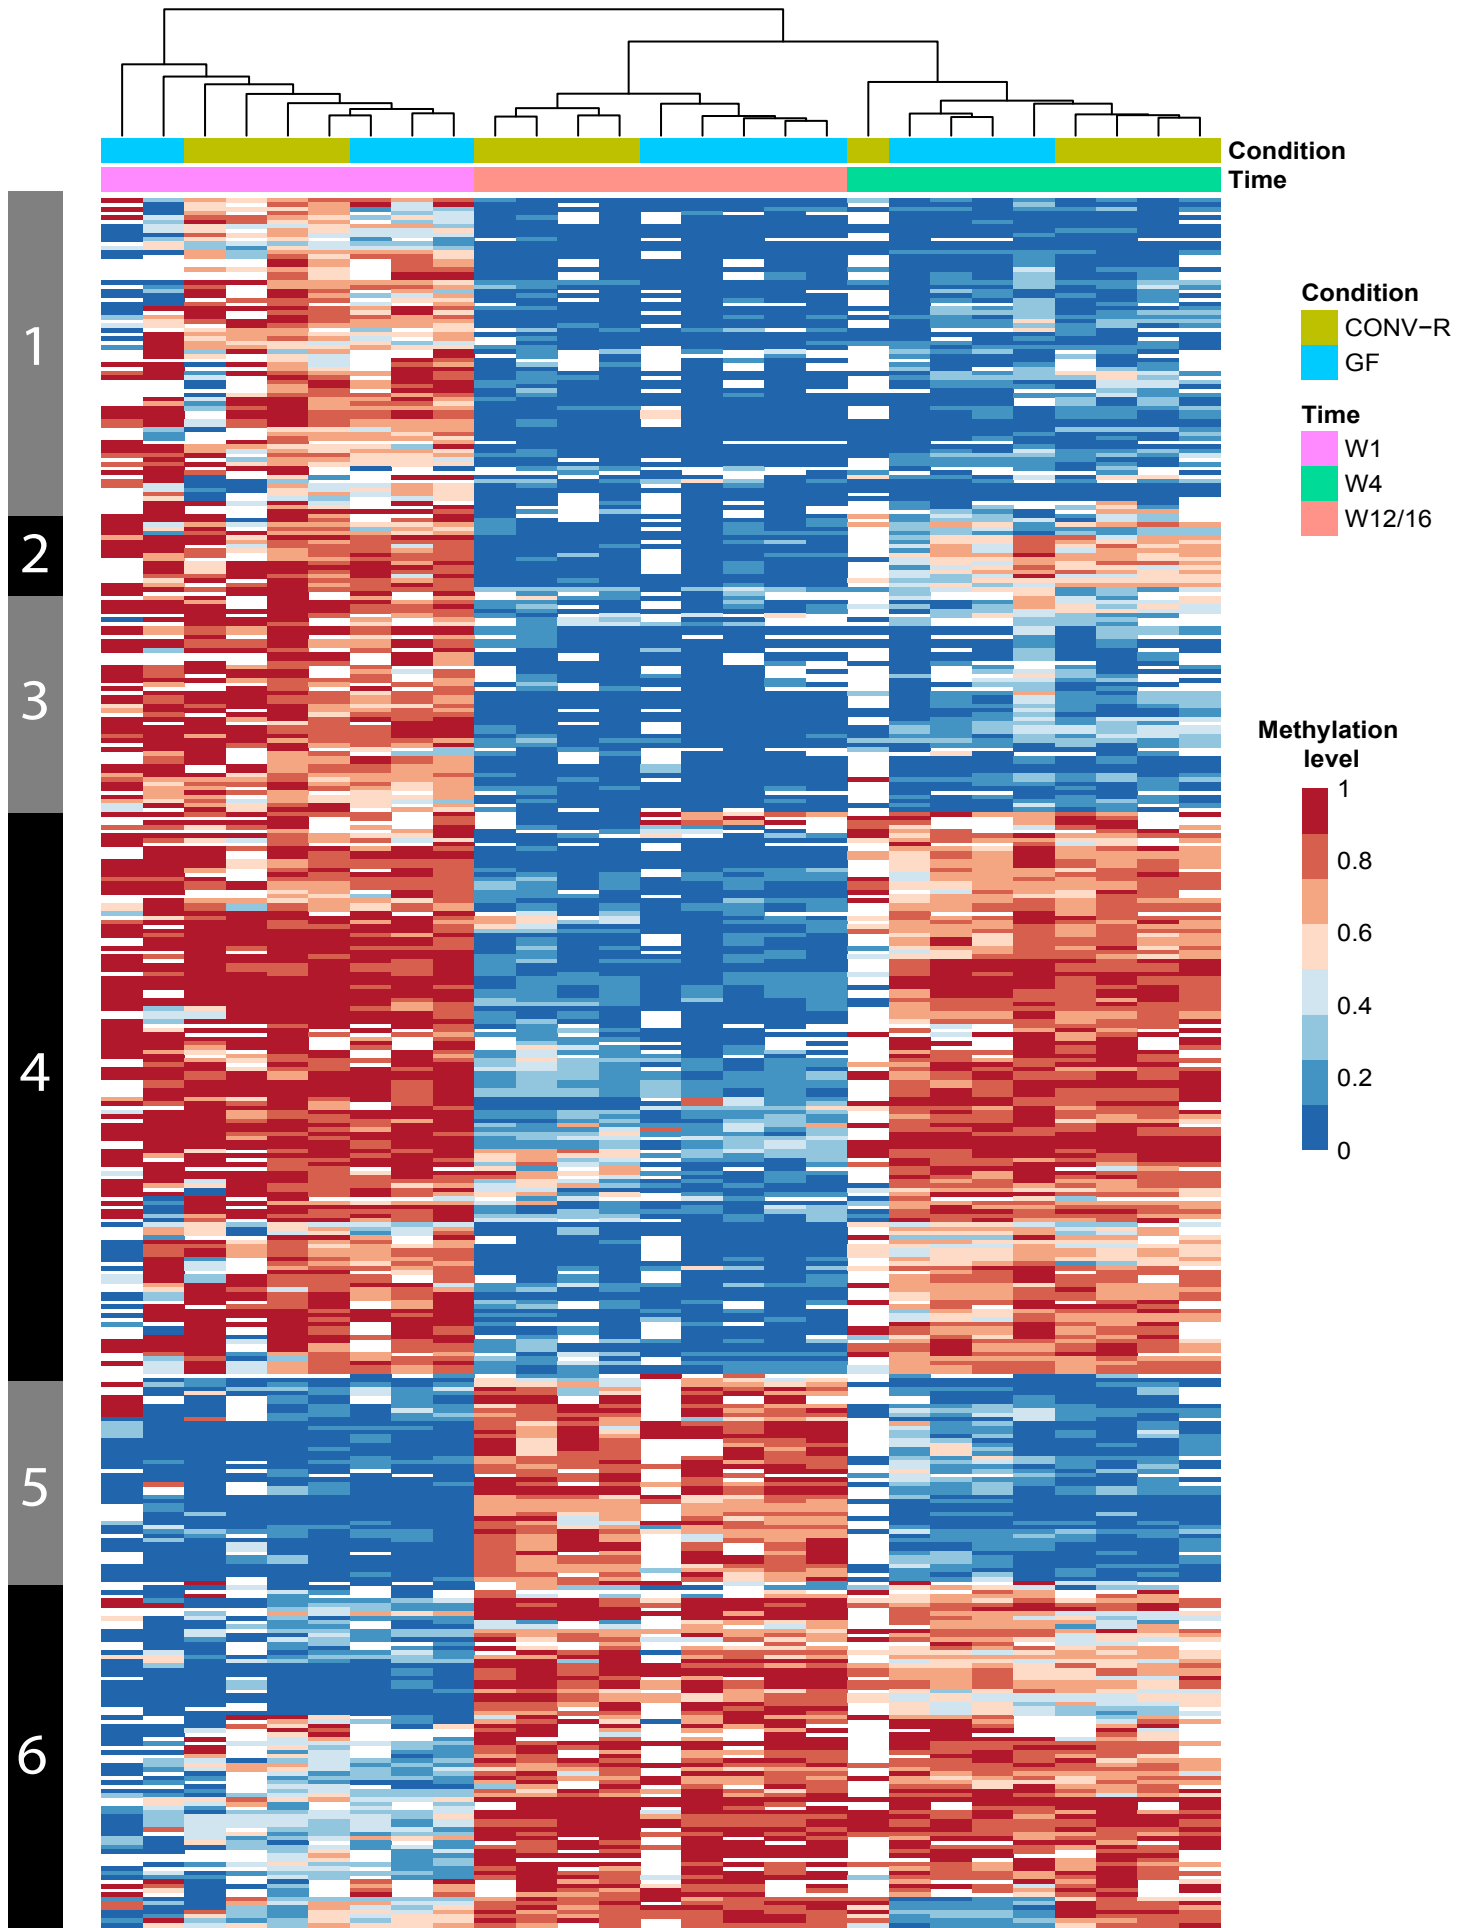 Condition
Time
1
2
3
4
5
6
Condition
CONV−R
GF
Time
W1
W4
W12/16
Methylation
level
1
0.8
0.6
0.4
0.2
0